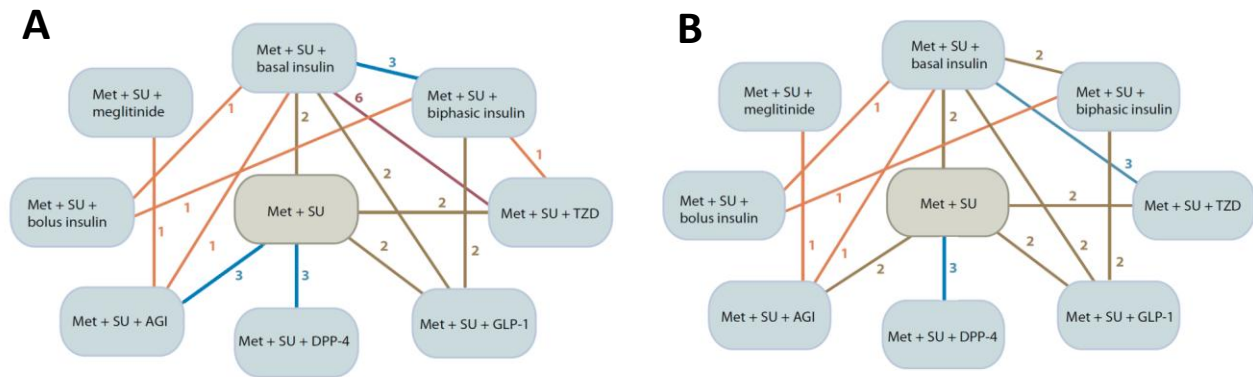 A
Met + SU +
basal insulin
3
Met + SU +
meglitinide
Met + SU +
biphasic insulin
1
6
2
1
Met + SU +
bolus insulin
1
2
Met + SU
2
Met + SU + TZD
1
1
3
3
2
2
Met + SU + AGI
Met + SU + DPP-4
Met + SU + GLP-1
B
Met + SU +
basal insulin
2
Met + SU +
meglitinide
Met + SU +
biphasic insulin
1
2
3
Met + SU +
bolus insulin
1
Met + SU
2
Met + SU + TZD
1
1
2
3
2
2
2
Met + SU + AGI
Met + SU + DPP-4
Met + SU + GLP-1